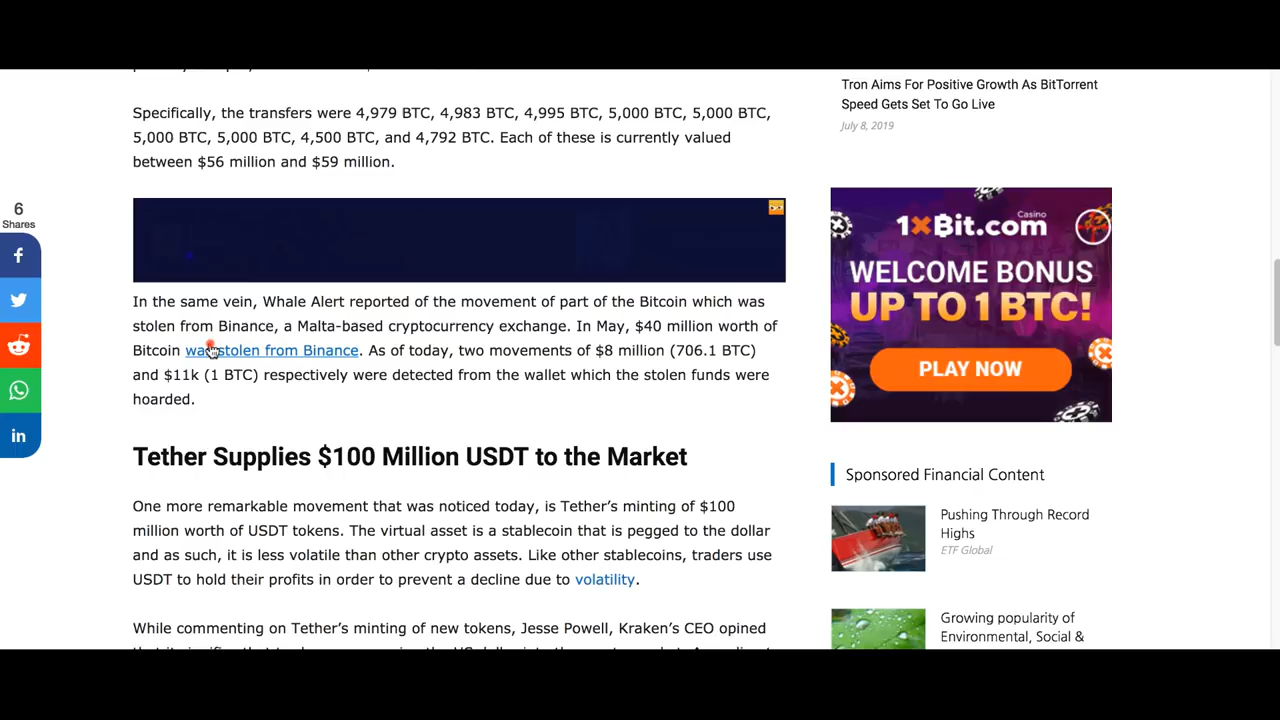 Specifically, the transfers were 4,979 BTC, 4,983 BTC, 4,995 BTC, 5,000 BTC, 5,000 BTC,
5,000 BTC, 5,000 BTC, 4,500 BTC, and 4,792 BTC. Each of these is currently valued
between $56 million and $59 million.
In the same vein, Whale Alert reported of the movement of part of the Bitcoin which was
stolen from Binance, a Malta-based cryptocurrency exchange. In May, $40 million worth of
Bitcoin was stolen from Binance. As of today, two movements of $8 million (706.1 BTC)
and $11k (1 BTC) respectively were detected from the wallet which the stolen funds were
hoarded.
Tether Supplies $100 Million USDT to the Market
One more remarkable movement that was noticed today, is Tether’s minting of $100
million worth of USDT tokens. The virtual asset is a stablecoin that is pegged to the dollar
and as such, it is less volatile than other crypto assets. Like other stablecoins, traders use
USDT to hold their profits in order to prevent a decline due to volatility.
While commenting on Tether’s minting of new tokens, Jesse Powell, Kraken’s CEO opined
6
Shares
in
Tron Aims For Positive Growth As BitTorrent
Speed Gets Set To Go Live
July 8, 2019
1xBit.com
Casino
WELCOME BONUS
UP TO 1 BTC!
PLAY NOW
Sponsored Financial Content
Pushing Through Record
Highs
ETF Global
Growing popularity of
Environmental, Social &